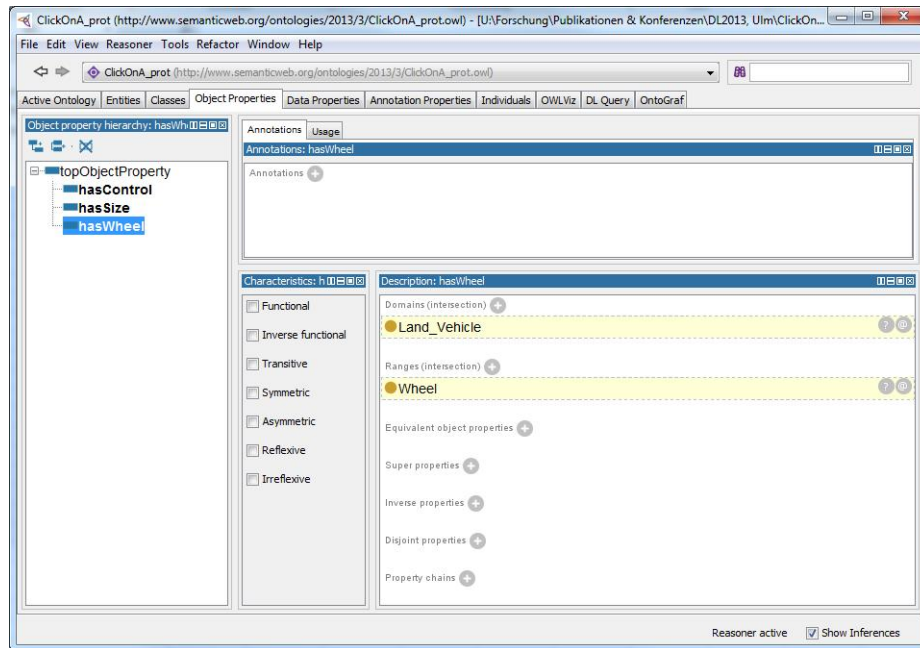 ClickOnA_prot (http://www.semanticweb.org/ontologies/2013/3/ClickOnA_prot.owl) - [U:\Forschung\Publikationen & Konferenzen\DL2013, Ulm\ClickOn...
File Edit View Reasoner Tools Refactor Window Help
ClickOnA_prot (http://www.semanticweb.org/ontologies/2013/3/ClickOnA_prot.owl)
Active Ontology Entities Classes Object Properties Data Properties Annotation Properties Individuals OWLViz DL Query OntoGraf
Object property hierarchy: hasWh
topObjectProperty
hasControl
hasSize
hasWheel
Annotations Usage
Annotations: hasWheel
Annotations
Characteristics: h
Functional
Inverse functional
Transitive
Symmetric
Asymmetric
Reflexive
Irreflexive
Description: hasWheel
Domains (intersection)
Land_Vehicle
Ranges (intersection)
Wheel
Equivalent object properties
Super properties
Inverse properties
Disjoint properties
Property chains
Reasoner active Show Inferences